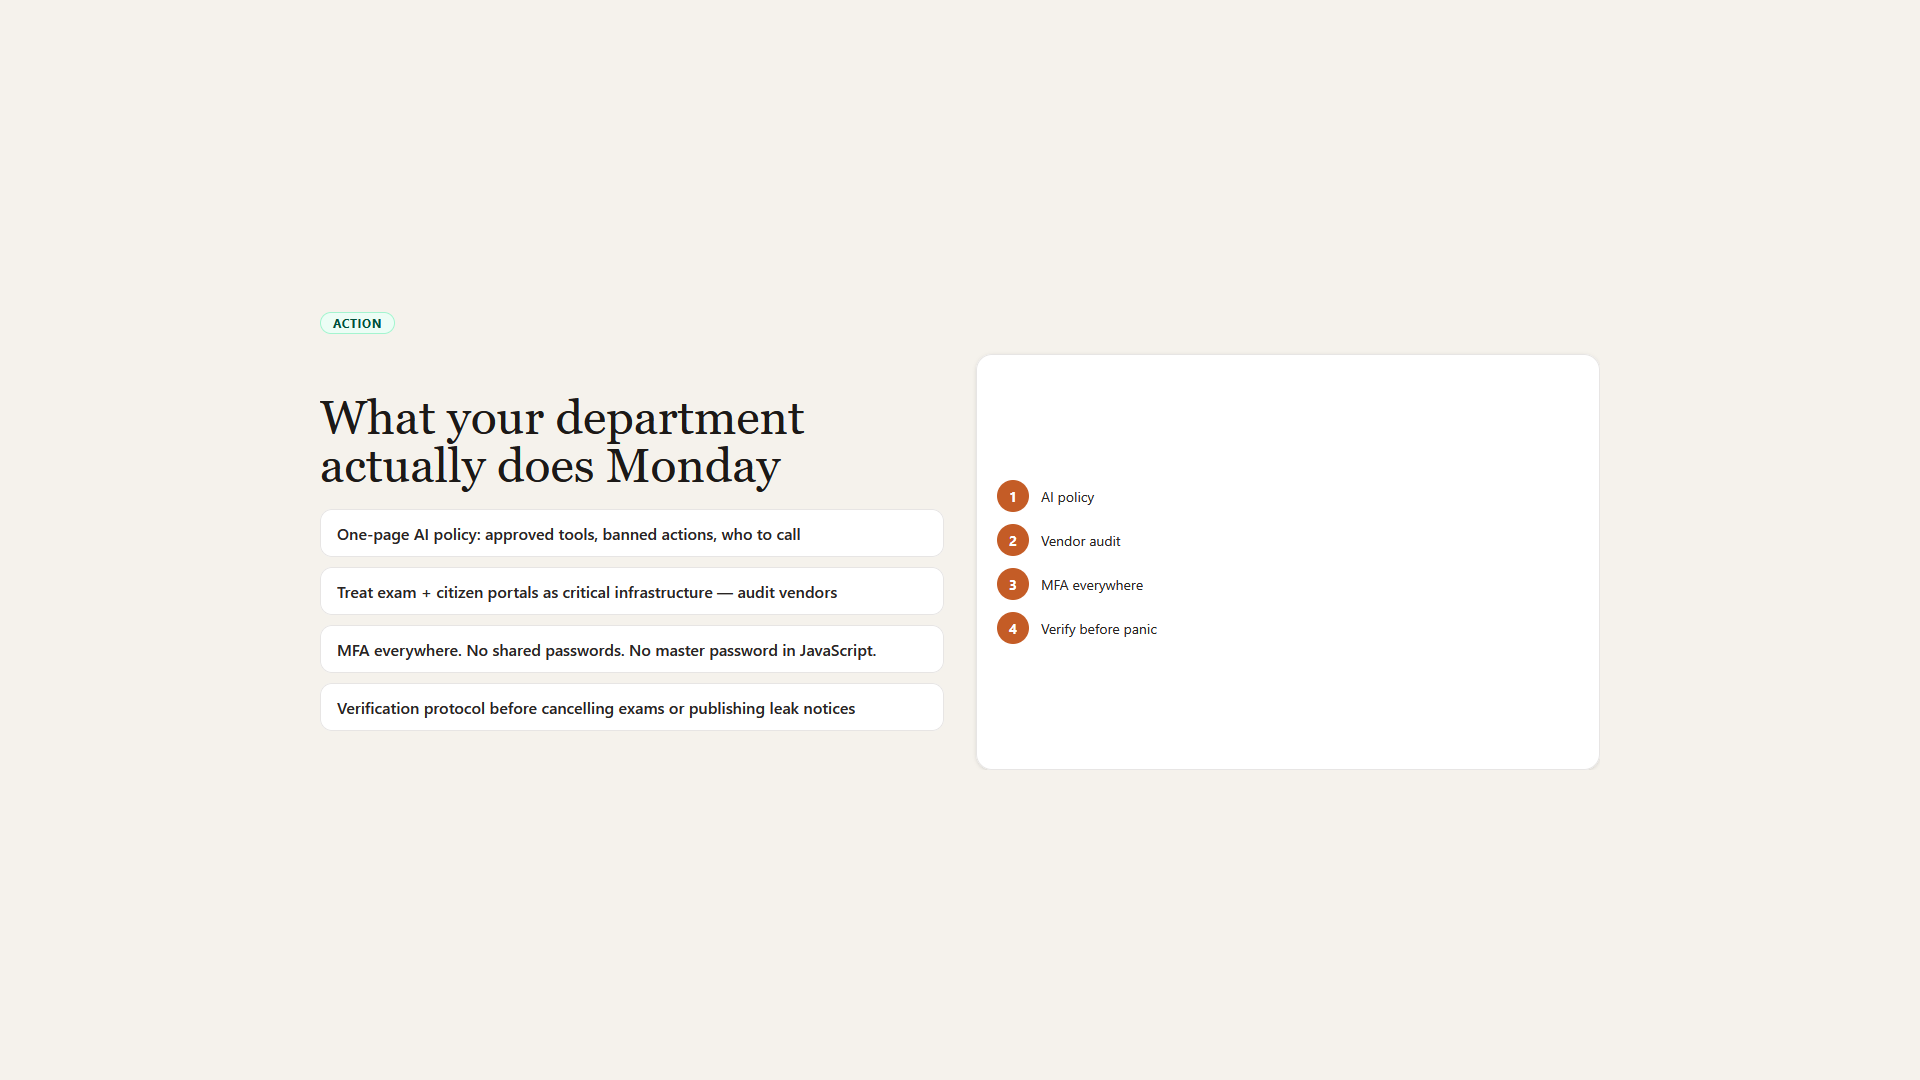 ACTION
What your department
actually does Monday
One-page AI policy: approved tools, banned actions, who to call
Treat exam + citizen portals as critical infrastructure — audit vendors
MFA everywhere. No shared passwords. No master password in JavaScript.
Verification protocol before cancelling exams or publishing leak notices
1 AI policy
2 Vendor audit
3 MFA everywhere
4 Verify before panic